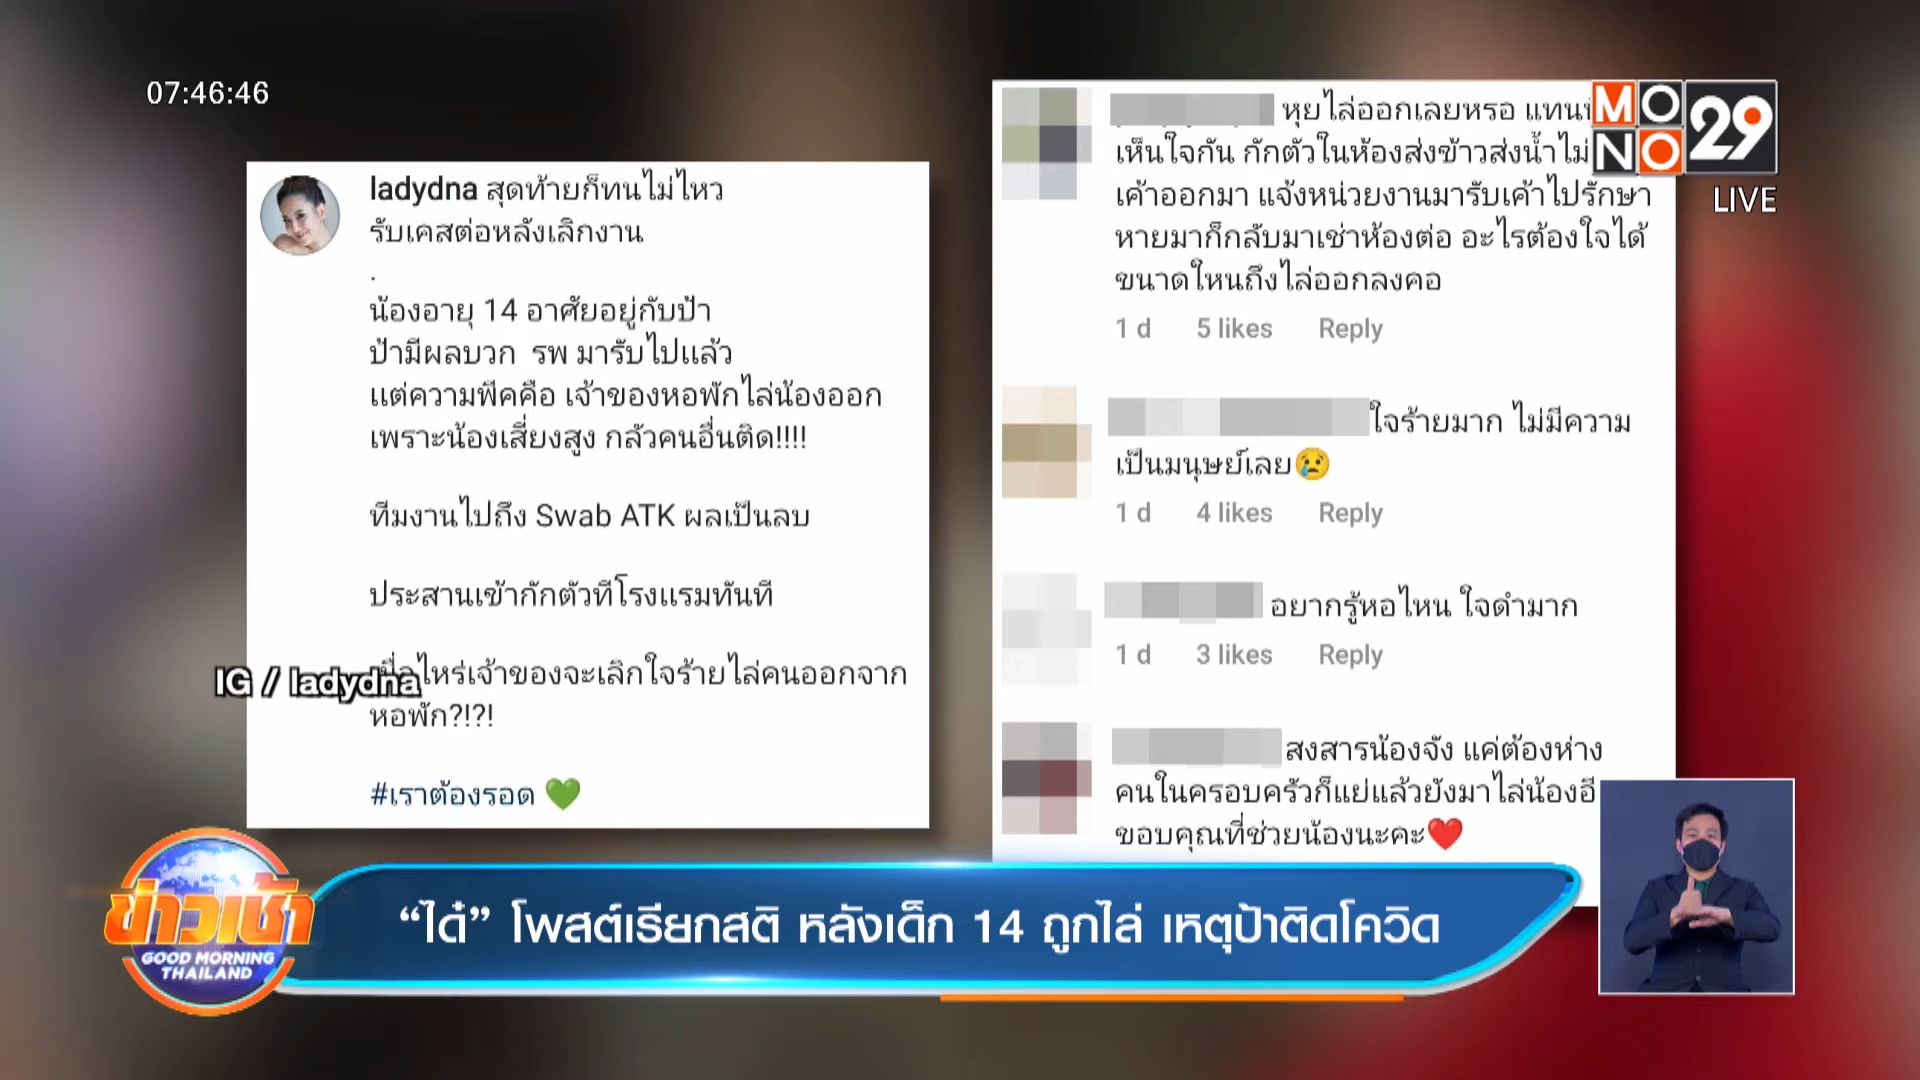 07:46:46
MONO 29
LIVE
ladydna สุดท้ายก็ทนไม่ไหว
รับเคสต่อหลังเลิกงาน
.
น้องอายุ 14 อาศัยอยู่กับป้า
ป้ามีผลบวก รพ มารับไปแล้ว
แต่ความพีคคือ เจ้าของหอพักไล่น้องออก
เพราะน้องเสี่ยงสูง กลัวคนอื่นติด!!!!
ทีมงานไปถึง Swab ATK ผลเป็นลบ
ประสานเข้ากักตัวที่โรงแรมทันที
ไหร่เจ้าของจะเลิกใจร้ายไล่คนออกจาก
หอพัก?!?!
#เราต้องรอด 💚
IG / ladydna
หุยไล่ออกเลยหรอ แทน
เห็นใจกัน กักตัวในห้องส่งข้าวส่งน้ำไม่
เค้าออกมา แจ้งหน่วยงานมารับเค้าไปรักษา
หายมาก็กลับมาเช่าห้องต่อ อะไรต้องใจได้
ขนาดใหนถึงไล่ออกลงคอ
1 d 5 likes Reply
ใจร้ายมาก ไม่มีความ
เป็นมนุษย์เลย😢
1 d 4 likes Reply
อยากรู้หอไหน ใจดำมาก
1 d 3 likes Reply
สงสารน้องจัง แค่ต้องห่าง
คนในครอบครัวก็แย่แล้วยังมาไล่น้องอี
ขอบคุณที่ช่วยน้องนะคะ❤️
ข่าวเช้า
GOOD MORNING
THAILAND
“ได๋” โพสต์เรียกสติ หลังเด็ก 14 ถูกไล่ เหตุป้าติดโควิด